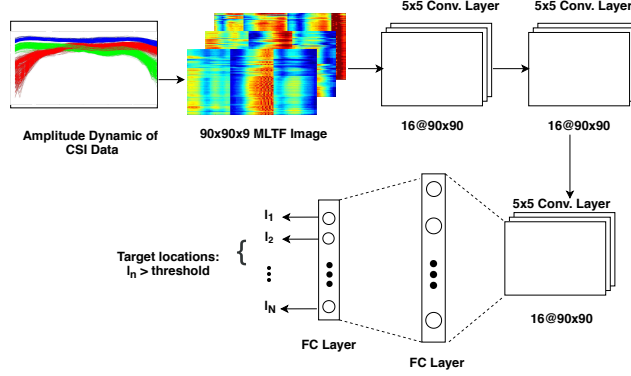 5x5 Conv. Layer
5x5 Conv. Layer
Amplitude Dynamic of
CSI Data
90x90x9 MLTF Image
16@90x90
16@90x90
5x5 Conv. Layer
l1
l2
Target locations:
ln > threshold
lN
16@90x90
FC Layer
FC Layer